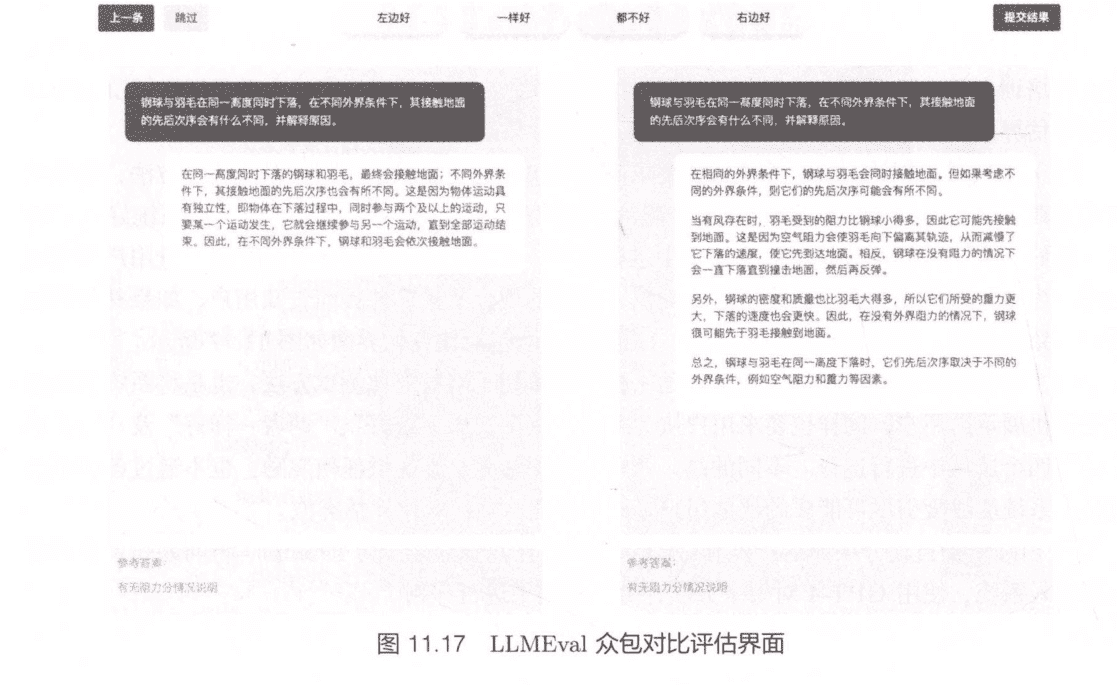 上一条 跳过 左边好 一样好 都不好 右边好 提交结果
钢球与羽毛在同一高度同时下落，在不同外界条件下，其接触地面
的先后次序会有什么不同，并解释原因。
在同一高度同时下落的钢球和羽毛，最终会接触地面；不同外界条
件下，其接触地面的先后次序也会有所不同。这是因为物体运动具
有独立性，即物体在下落过程中，同时参与两个及以上的运动，只
要某一个运动发生，它就会继续参与另一个运动，直到全部运动结
束。因此，在不同外界条件下，钢球和羽毛会依次接触地面。
参考答案：
有无阻力分情况说明
钢球与羽毛在同一高度同时下落，在不同外界条件下，其接触地面
的先后次序会有什么不同，并解释原因。
在相同的外界条件下，钢球与羽毛会同时接触地面。但如果考虑不
同的外界条件，则它们的先后次序可能会有所不同。
当有风存在时，羽毛受到的阻力比钢球小得多，因此它可能先接触
到地面。这是因为空气阻力会使羽毛向下偏离其轨迹，从而减慢了
它下落的速度，使它先到达地面。相反，钢球在没有阻力的情况下
会一直下落直到撞击地面，然后再反弹。
另外，钢球的密度和质量也比羽毛大得多，所以它们所受的重力更
大，下落的速度也会更快。因此，在没有外界阻力的情况下，钢球
很可能先于羽毛接触到地面。
总之，钢球与羽毛在同一高度下落时，它们先后次序取决于不同的
外界条件，例如空气阻力和重力等因素。
参考答案：
有无阻力分情况说明
图 11.17 LLMEval 众包对比评估界面